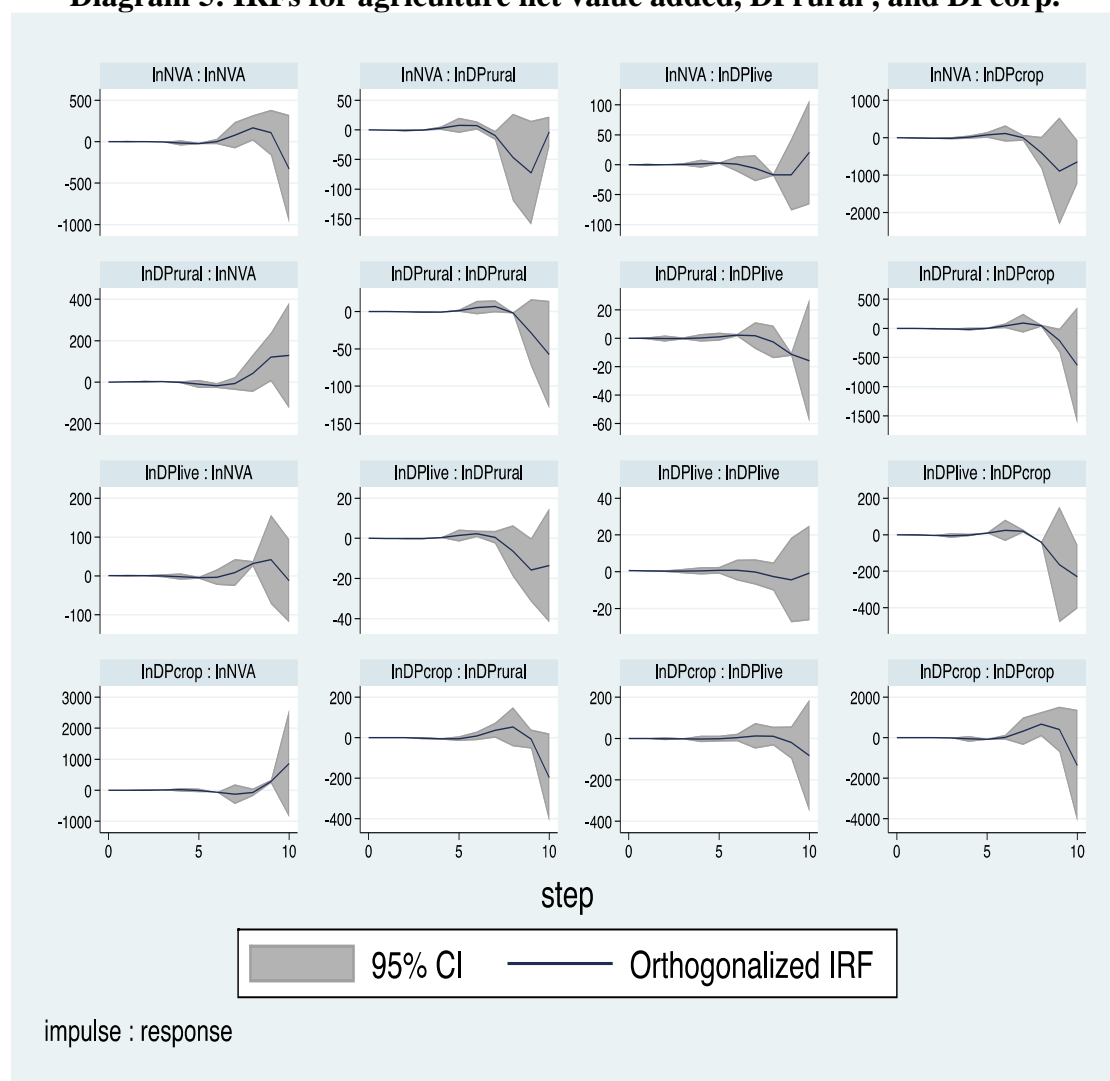 Diagram 5: IRFs for agriculture net value added, DPrural , and DPcorp.
lnNVA : lnNVA lnNVA : lnDPrural lnNVA : lnDPlive lnNVA : lnDPcrop
500 50 100 1000
0 0 50 0
-500 -50 0 -1000
-1000 -100 -50 -2000
-150 -100
lnDPrural : lnNVA lnDPrural : lnDPrural lnDPrural : lnDPlive lnDPrural : lnDPcrop
400 0 20 500
200 -50 0 0
0 -100 -20 -500
-200 -150 -40 -1000
-60 -1500
lnDPlive : lnNVA lnDPlive : lnDPrural lnDPlive : lnDPlive lnDPlive : lnDPcrop
200 20 40 200
100 0 20 0
0 -20 0 -200
-100 -40 -20 -400
lnDPcrop : lnNVA lnDPcrop : lnDPrural lnDPcrop : lnDPlive lnDPcrop : lnDPcrop
3000 200 200 2000
2000 0 0 0
1000 -200 -200 -2000
0 -400 -400 -4000
-1000
0 5 10 0 5 10 0 5 10 0 5 10
step
95% CI Orthogonalized IRF
impulse : response